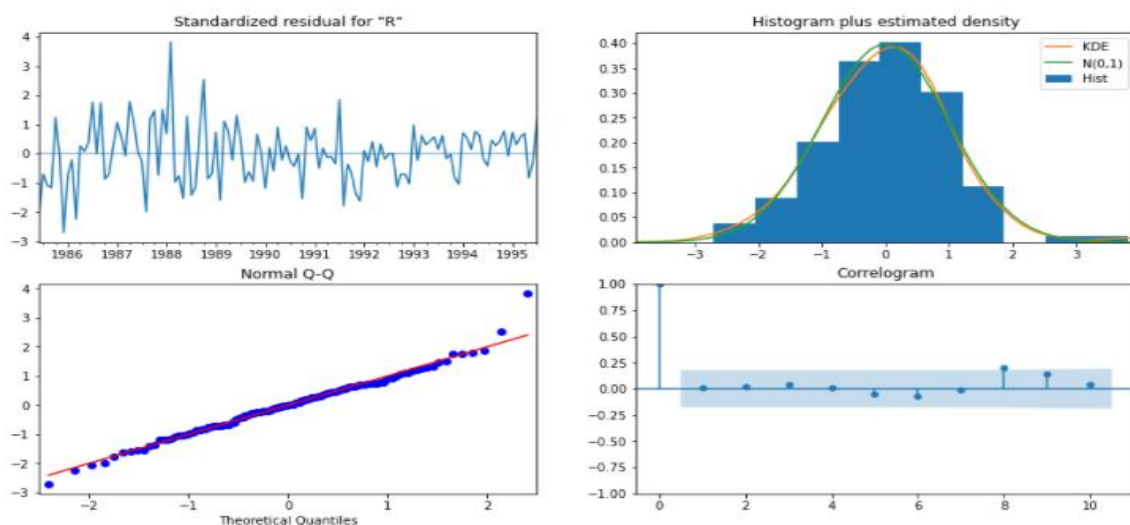 Standardized residual for "R"
4
3
2
1
0
−1
−2
−3
1986 1987 1988 1989 1990 1991 1992 1993 1994 1995
Histogram plus estimated density
KDE
N(0,1)
Hist
0.40
0.35
0.30
0.25
0.20
0.15
0.10
0.05
0.00
−3 −2 −1 0 1 2 3
Normal Q-Q
4
3
2
1
0
−1
−2
−3
−2 −1 0 1 2
Theoretical Quantiles
Correlogram
1.00
0.75
0.50
0.25
0.00
−0.25
−0.50
−0.75
−1.00
0 2 4 6 8 10